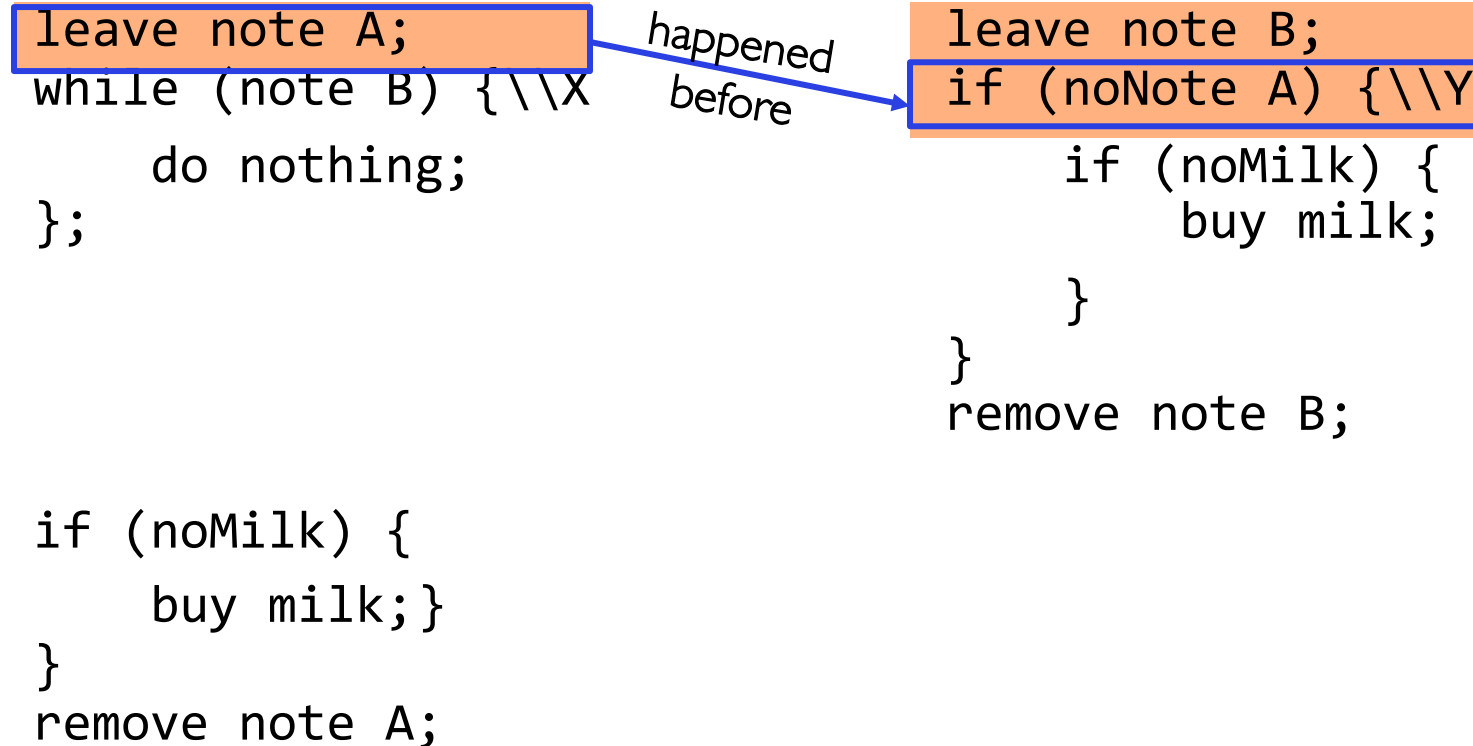 leave note A;
while (note B) {\\X
do nothing;
};
if (noMilk) {
buy milk;}
}
remove note A;
happened
before
leave note B;
if (noNote A) {\\Y
if (noMilk) {
buy milk;
}
}
remove note B;